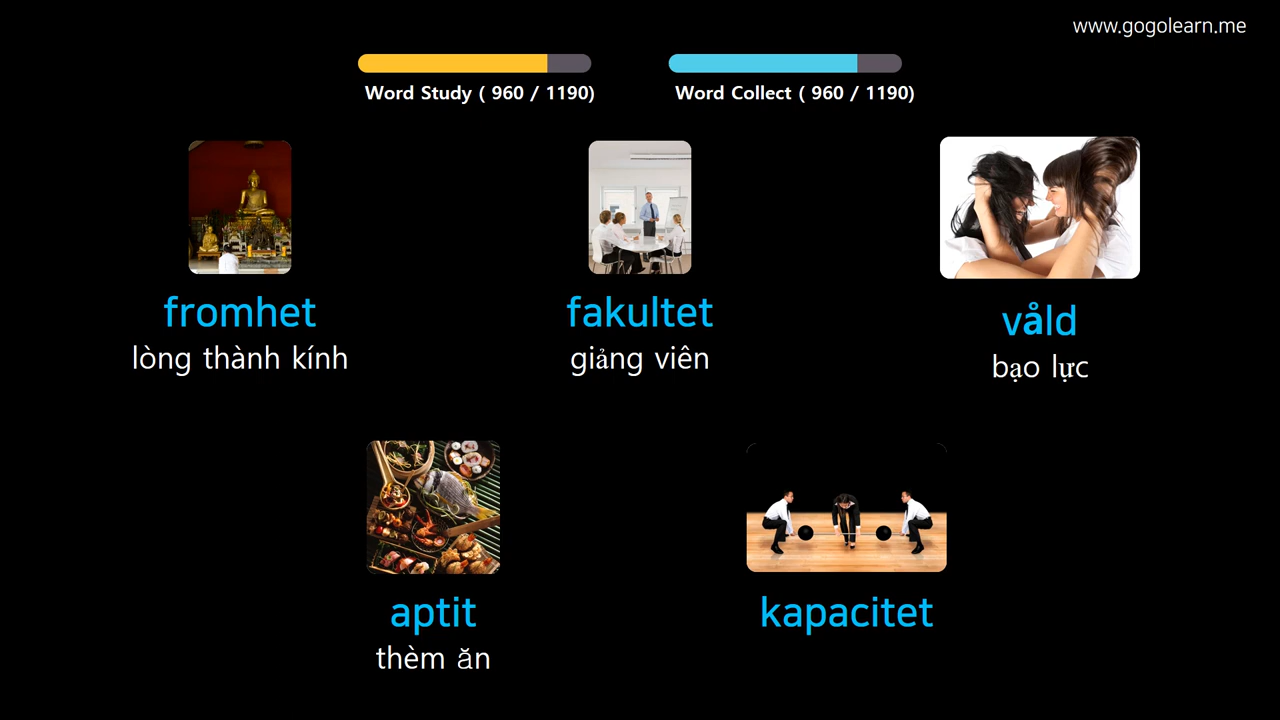 www.gogolearn.me
Word Study ( 960 / 1190)
Word Collect ( 960 / 1190)
fromhet
lòng thành kính
fakultet
giảng viên
våld
bạo lực
aptit
thèm ăn
kapacitet